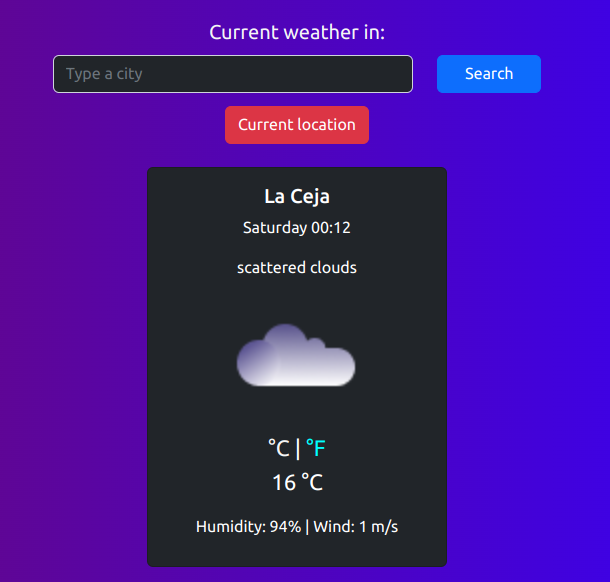 Current weather in:
Type a city
Search
Current location
La Ceja
Saturday 00:12
scattered clouds
°C | °F
16 °C
Humidity: 94% | Wind: 1 m/s